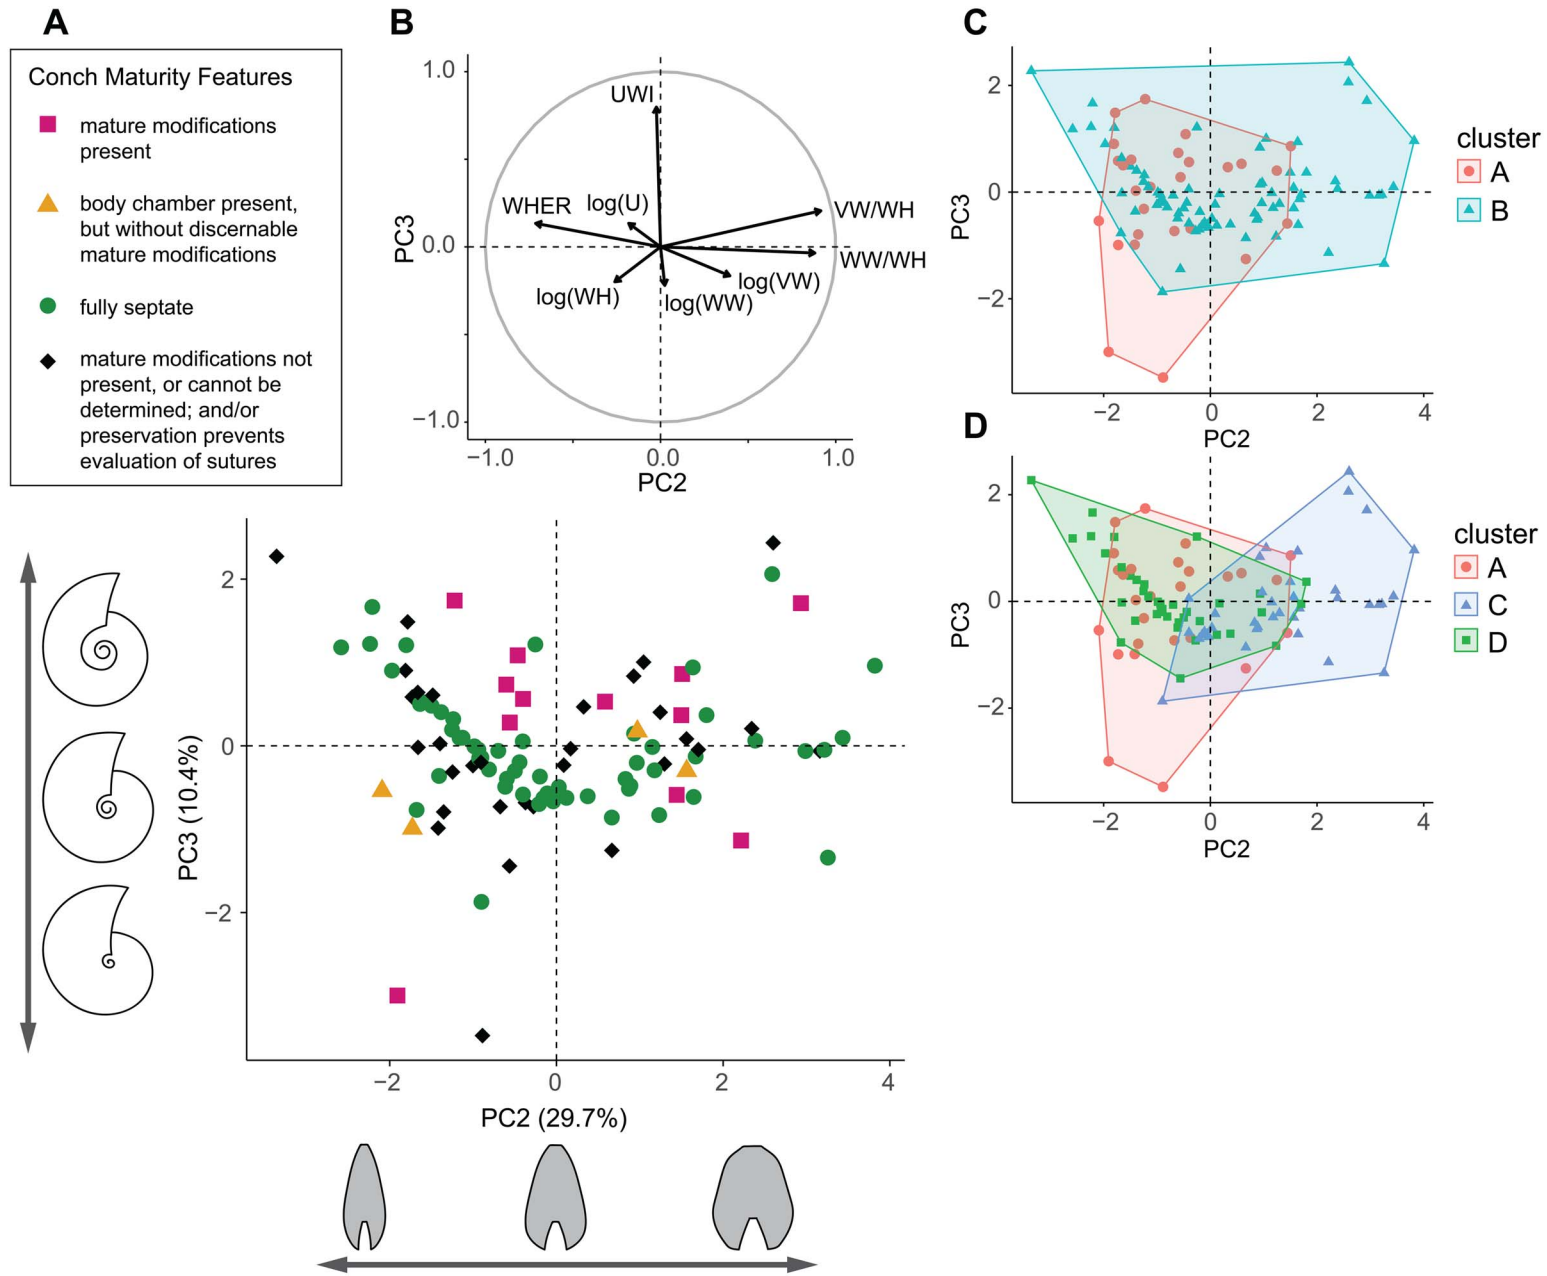 A
Conch Maturity Features
mature modifications
present
body chamber present,
but without discernable
mature modifications
fully septate
mature modifications not
present, or cannot be
determined; and/or
preservation prevents
evaluation of sutures
B
1.0
0.0
−1.0
PC3
UWI
WHER
log(U)
VW/WH
WW/WH
log(VW)
log(WW)
log(WH)
−1.0
0.0
1.0
PC2
C
2
0
−2
PC3
−2
0
2
4
PC2
cluster
A
B
D
2
0
−2
PC3
−2
0
2
4
PC2
cluster
A
C
D
2
0
−2
PC3 (10.4%)
−2
0
2
4
PC2 (29.7%)